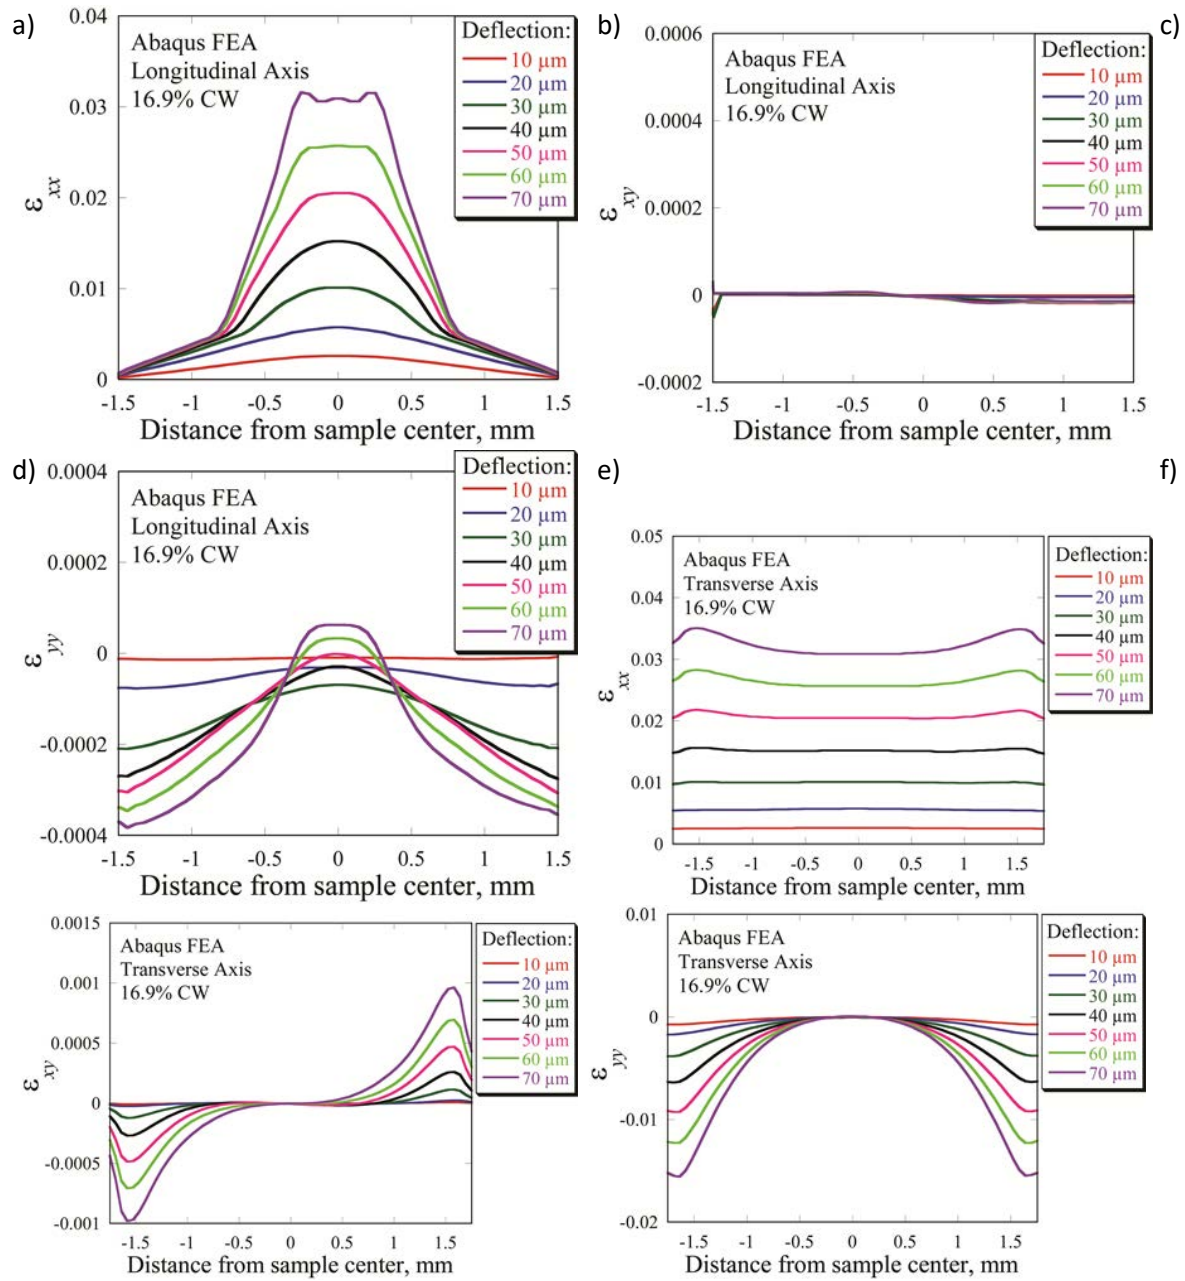 a)
0.04
0.03
0.02
0.01
0
ε xx
Abaqus FEA
Longitudinal Axis
16.9% CW
Deflection:
10 µm
20 µm
30 µm
40 µm
50 µm
60 µm
70 µm
-1.5 -1 -0.5 0 0.5 1 1.5
Distance from sample center, mm
b)
0.0006
0.0004
0.0002
0
-0.0002
ε xy
Abaqus FEA
Longitudinal Axis
16.9% CW
Deflection:
10 µm
20 µm
30 µm
40 µm
50 µm
60 µm
70 µm
-1.5 -1 -0.5 0 0.5 1 1.5
Distance from sample center, mm
c)
d)
0.0004
0.0002
0
-0.0002
-0.0004
ε yy
Abaqus FEA
Longitudinal Axis
16.9% CW
Deflection:
10 µm
20 µm
30 µm
40 µm
50 µm
60 µm
70 µm
-1.5 -1 -0.5 0 0.5 1 1.5
Distance from sample center, mm
e)
0.05
0.04
0.03
0.02
0.01
0
ε xx
Abaqus FEA
Transverse Axis
16.9% CW
Deflection:
10 µm
20 µm
30 µm
40 µm
50 µm
60 µm
70 µm
-1.5 -1 -0.5 0 0.5 1 1.5
Distance from sample center, mm
f)
0.0015
0.001
0.0005
0
-0.0005
-0.001
ε xy
Abaqus FEA
Transverse Axis
16.9% CW
Deflection:
10 µm
20 µm
30 µm
40 µm
50 µm
60 µm
70 µm
-1.5 -1 -0.5 0 0.5 1 1.5
Distance from sample center, mm
0.01
0
-0.01
-0.02
ε yy
Abaqus FEA
Transverse Axis
16.9% CW
Deflection:
10 µm
20 µm
30 µm
40 µm
50 µm
60 µm
70 µm
-1.5 -1 -0.5 0 0.5 1 1.5
Distance from sample center, mm